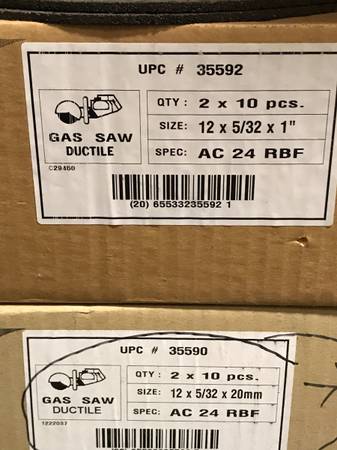 UPC # 35592
GAS SAW
DUCTILE
C29460
QTY : 2 x 10 pcs.
SIZE: 12 x 5/32 x 1"
SPEC: AC 24 RBF
(20) 65533235592 1
UPC # 35590
GAS SAW
DUCTILE
1222037
QTY : 2 x 10 pcs.
SIZE: 12 x 5/32 x 20mm
SPEC: AC 24 RBF